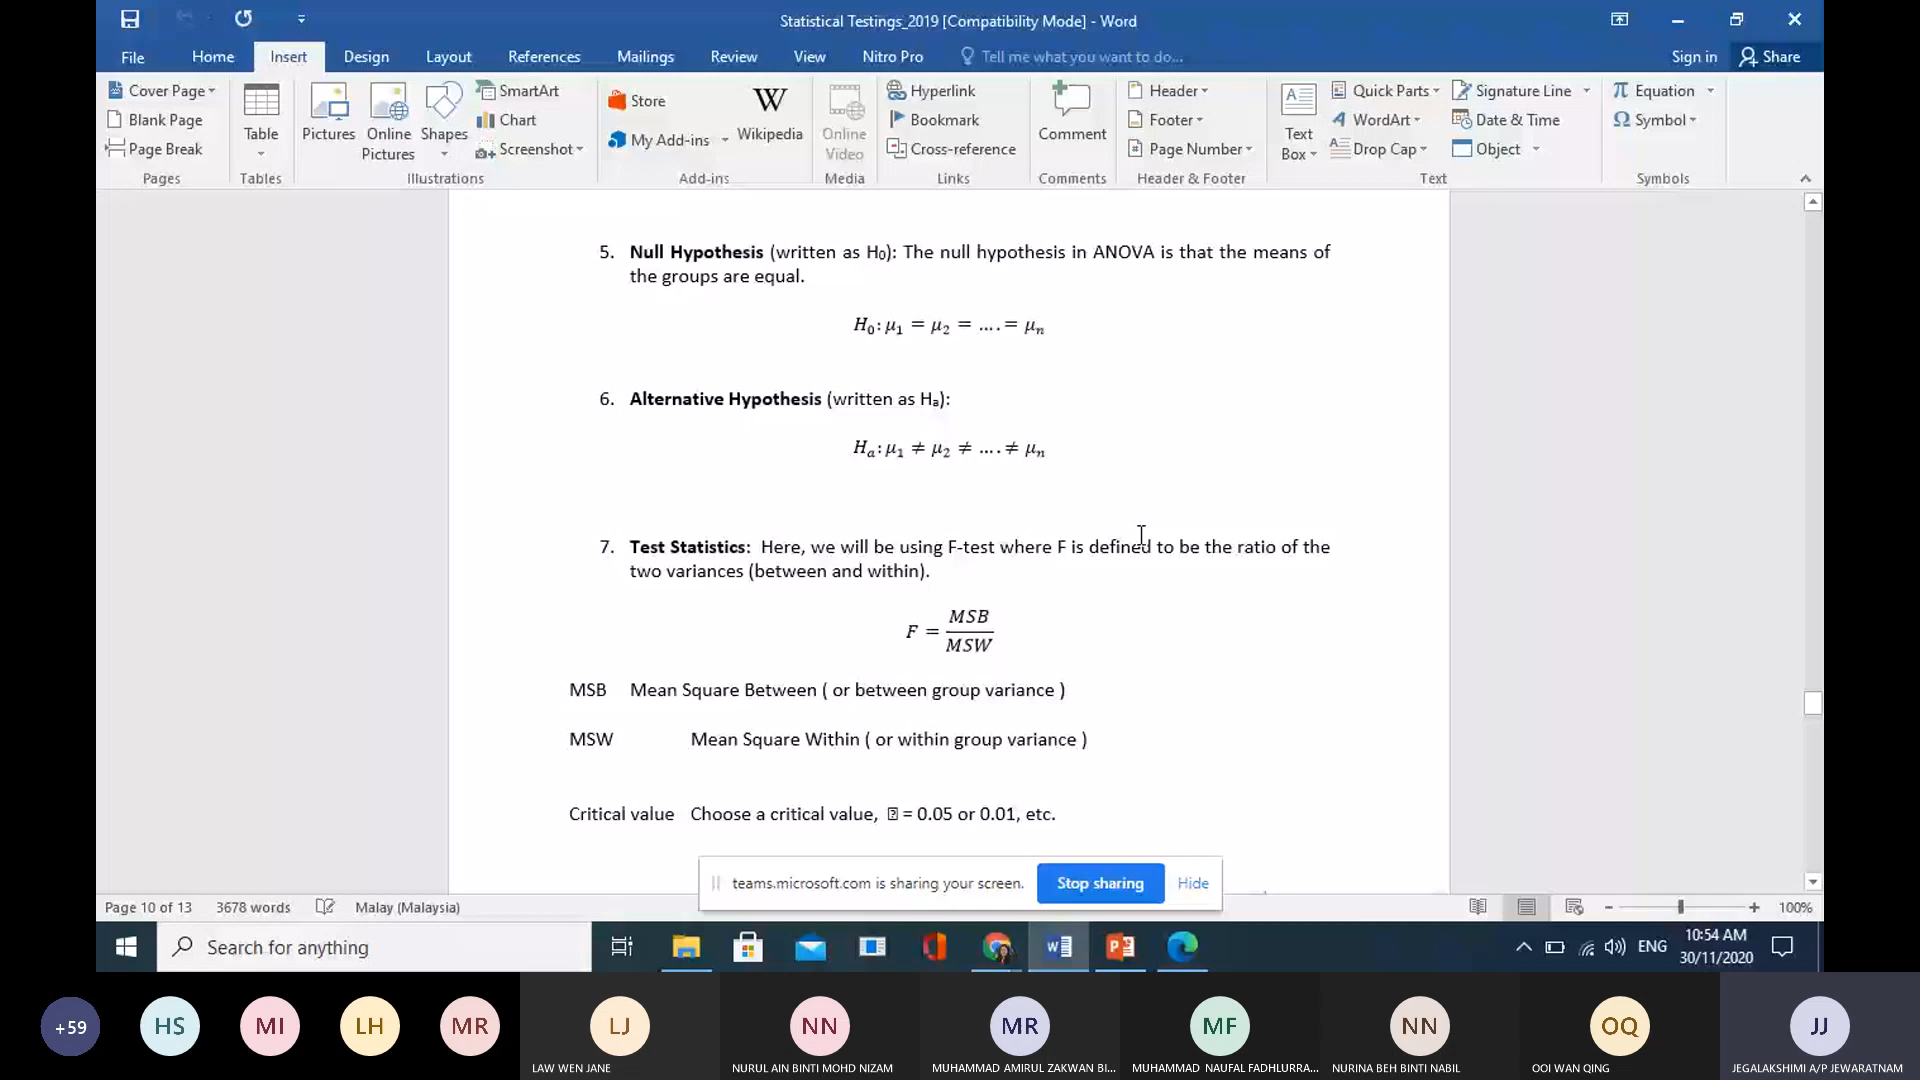 Statistical Testings_2019 [Compatibility Mode] - Word
File Home Insert Design Layout References Mailings Review View Nitro Pro Tell me what you want to do... Sign in Share
Cover Page
Blank Page
Page Break
Pages
Table
Tables
Pictures
Online
Pictures
Shapes
SmartArt
Chart
Screenshot
Illustrations
Store
My Add-ins
W
Wikipedia
Add-ins
Online
Video
Media
Hyperlink
Bookmark
Cross-reference
Links
Comment
Comments
Header
Footer
Page Number
Header & Footer
Text
Box
Quick Parts
WordArt
Drop Cap
Signature Line
Date & Time
Object
Text
π Equation
Ω Symbol
Symbols
5. Null Hypothesis (written as H₀): The null hypothesis in ANOVA is that the means of
the groups are equal.
H₀: μ₁ = μ₂ = .... = μₙ
6. Alternative Hypothesis (written as Hₐ):
Hₐ: μ₁ ≠ μ₂ ≠ .... ≠ μₙ
7. Test Statistics: Here, we will be using F-test where F is defined to be the ratio of the
two variances (between and within).
F = MSB / MSW
MSB Mean Square Between ( or between group variance )
MSW Mean Square Within ( or within group variance )
Critical value Choose a critical value, = 0.05 or 0.01, etc.
teams.microsoft.com is sharing your screen. Stop sharing Hide
Page 10 of 13 3678 words Malay (Malaysia) 100%
Search for anything
ENG
10:54 AM
30/11/2020
+59 HS MI LH MR LJ NN MR MF NN OQ JJ
LAW WEN JANE NURUL AIN BINTI MOHD NIZAM MUHAMMAD AMIRUL ZAKWAN BI... MUHAMMAD NAUFAL FADHLURRA... NURINA BEH BINTI NABIL OOI WAN QING JEGALAKSHIMI A/P JEWARATNAM